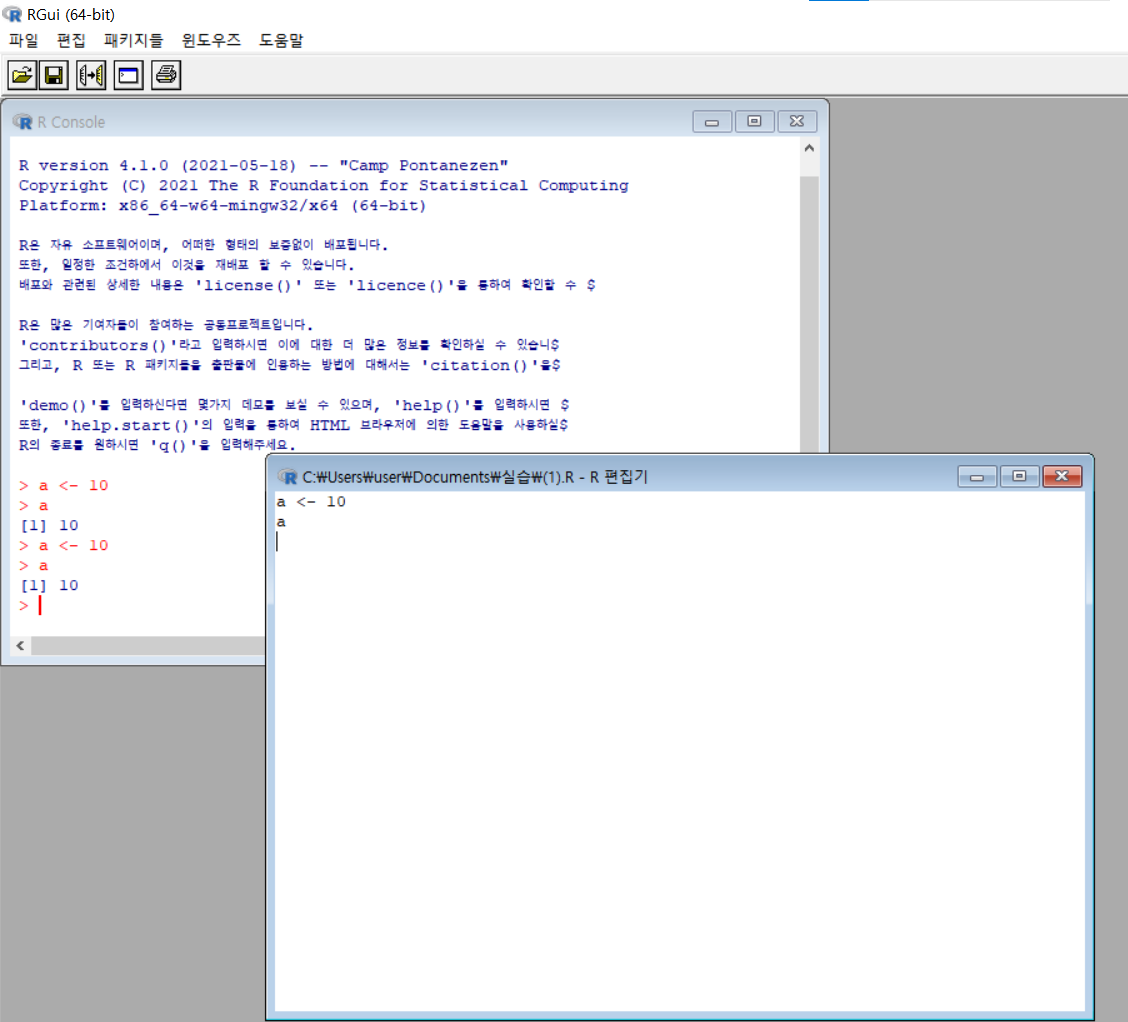 RGui (64-bit)
파일 편집 패키지들 윈도우즈 도움말
R Console
R version 4.1.0 (2021-05-18) -- "Camp Pontanezen"
Copyright (C) 2021 The R Foundation for Statistical Computing
Platform: x86_64-w64-mingw32/x64 (64-bit)
R은 자유 소프트웨어이며, 어떠한 형태의 보증없이 배포됩니다.
또한, 일정한 조건하에서 이것을 재배포 할 수 있습니다.
배포와 관련된 상세한 내용은 'license()' 또는 'licence()'을 통하여 확인할 수 $
R은 많은 기여자들이 참여하는 공동프로젝트입니다.
'contributors()'라고 입력하시면 이에 대한 더 많은 정보를 확인하실 수 있습니$
그리고, R 또는 R 패키지들을 출판물에 인용하는 방법에 대해서는 'citation()'을$
'demo()'를 입력하신다면 몇가지 데모를 보실 수 있으며, 'help()'를 입력하시면 $
또한, 'help.start()'의 입력을 통하여 HTML 브라우저에 의한 도움말을 사용하실$
R의 종료를 원하시면 'q()'을 입력해주세요.
> a <- 10
> a
[1] 10
> a <- 10
> a
[1] 10
>
C:₩Users₩user₩Documents₩실습₩(1).R - R 편집기
a <- 10
a